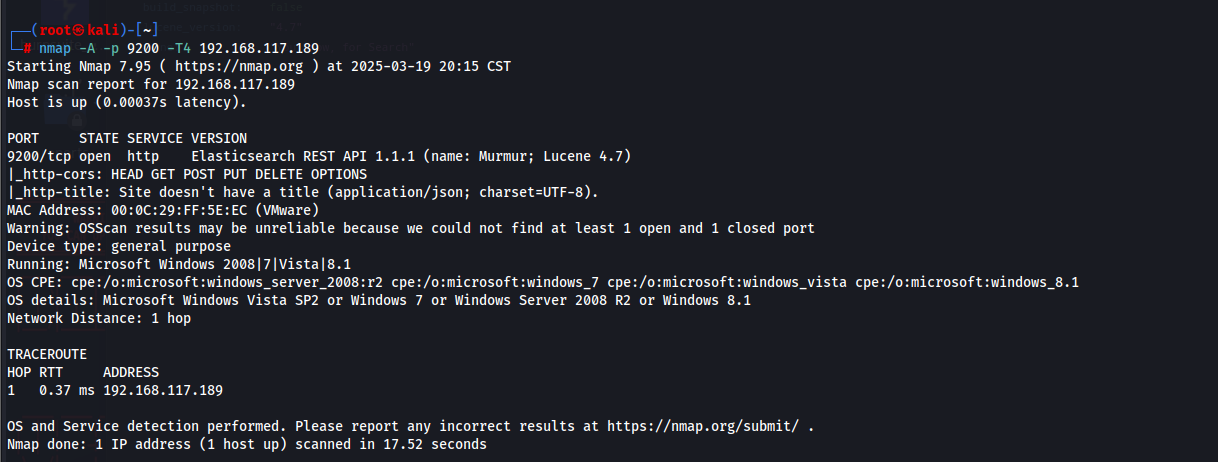 build_snapshot: false
┌──(root㉿kali)-[~]
└─# nmap -A -p 9200 -T4 192.168.117.189
Starting Nmap 7.95 ( https://nmap.org ) at 2025-03-19 20:15 CST
Nmap scan report for 192.168.117.189
Host is up (0.00037s latency).
PORT     STATE SERVICE VERSION
9200/tcp open  http    Elasticsearch REST API 1.1.1 (name: Murmur; Lucene 4.7)
|_http-cors: HEAD GET POST PUT DELETE OPTIONS
|_http-title: Site doesn't have a title (application/json; charset=UTF-8).
MAC Address: 00:0C:29:FF:5E:EC (VMware)
Warning: OSScan results may be unreliable because we could not find at least 1 open and 1 closed port
Device type: general purpose
Running: Microsoft Windows 2008|7|Vista|8.1
OS CPE: cpe:/o:microsoft:windows_server_2008:r2 cpe:/o:microsoft:windows_7 cpe:/o:microsoft:windows_vista cpe:/o:microsoft:windows_8.1
OS details: Microsoft Windows Vista SP2 or Windows 7 or Windows Server 2008 R2 or Windows 8.1
Network Distance: 1 hop
TRACEROUTE
HOP RTT     ADDRESS
1   0.37 ms 192.168.117.189
OS and Service detection performed. Please report any incorrect results at https://nmap.org/submit/ .
Nmap done: 1 IP address (1 host up) scanned in 17.52 seconds